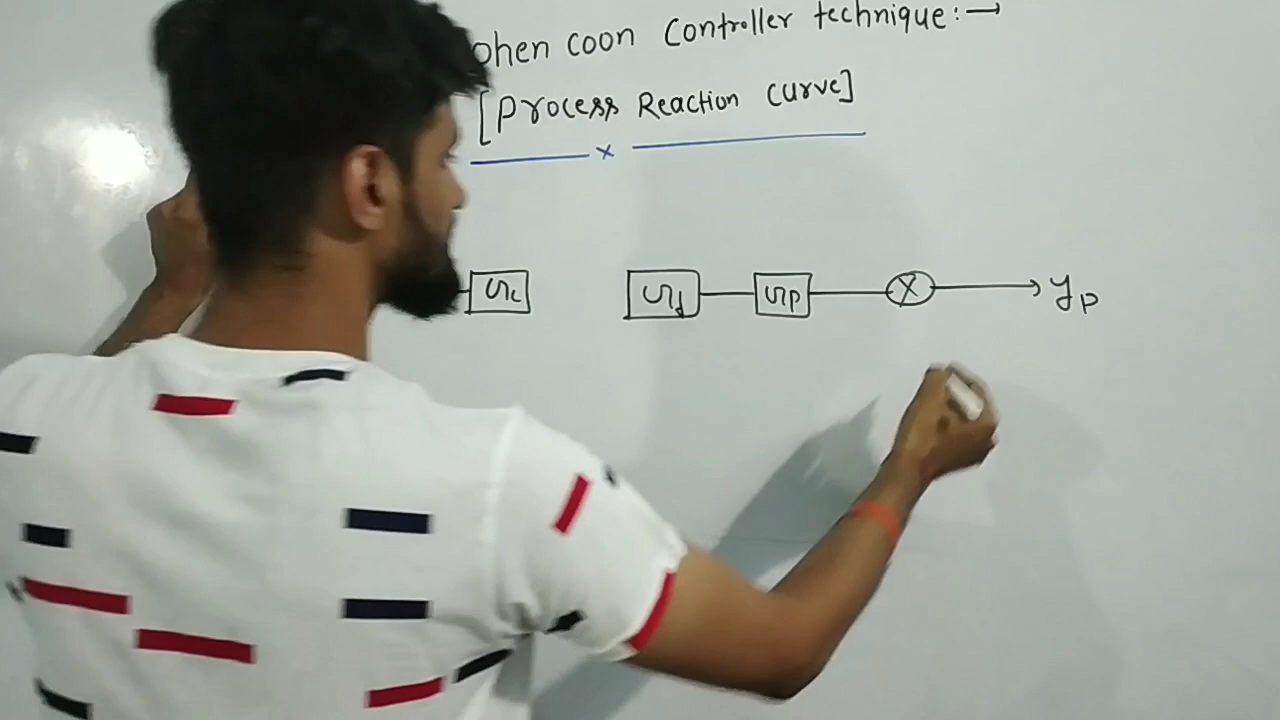 ohen coon Controller technique:→
[Process Reaction Curve]
x
Gc Gf Gp X yp